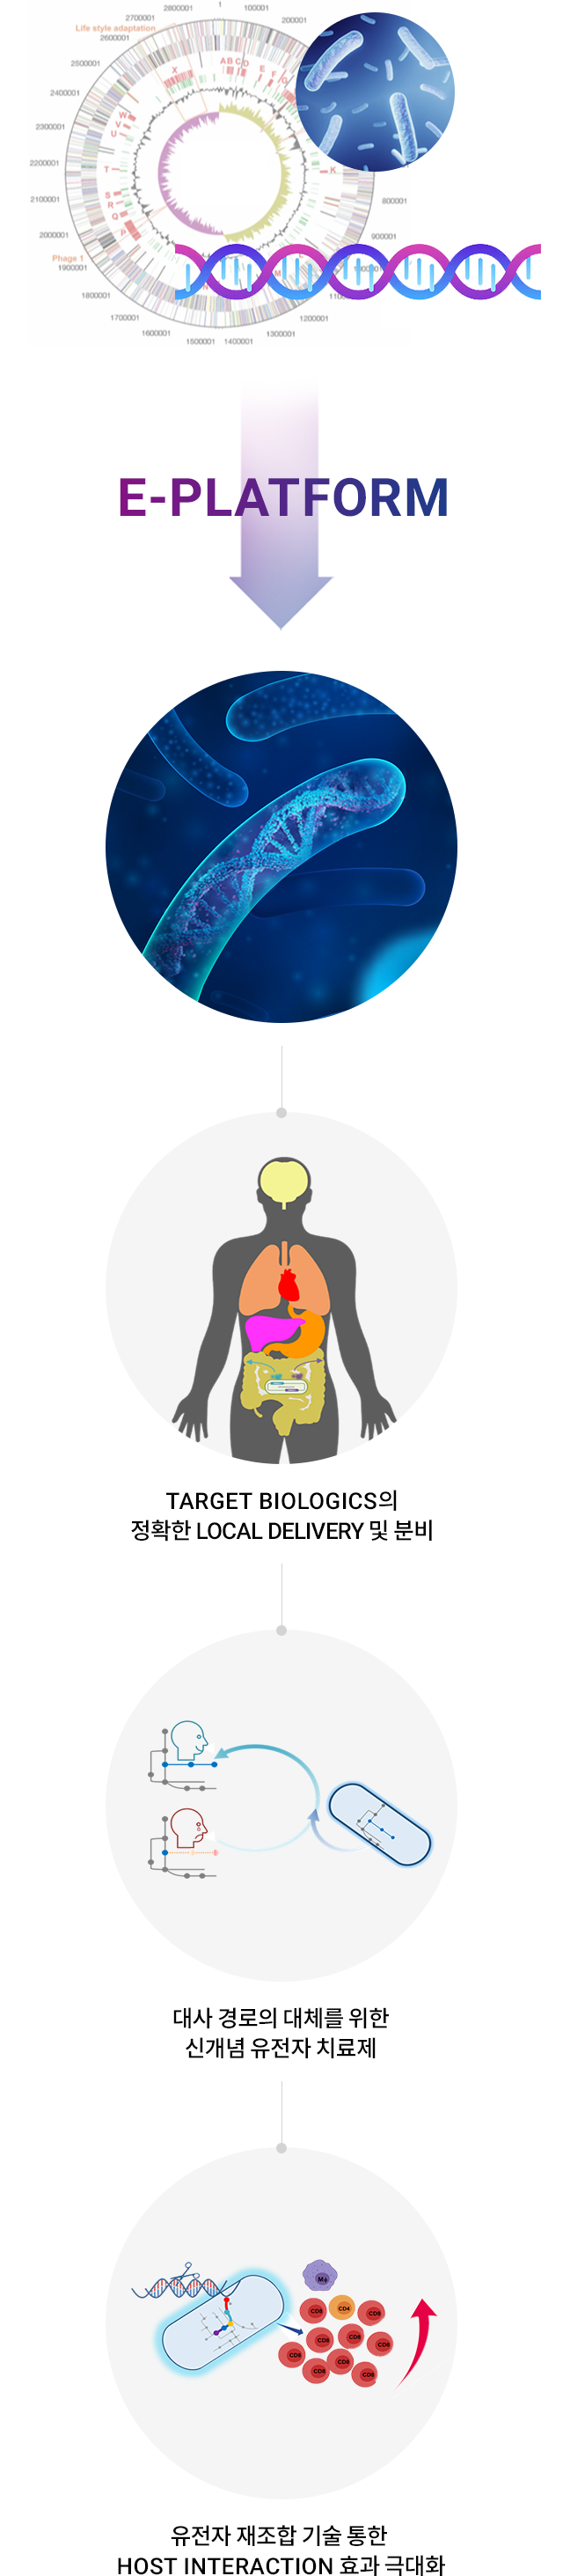 1
100001
200001
2800001
2700001
Life style adaptation
2600001
2500001
2400001
2300001
2200001
2100001
2000001
Phage 1
1900001
1800001
1700001
1600001
1500001
1400001
1300001
1200001
900001
800001
X
A B C D
E
F
G
W
V
U
T
S
R
Q
P
K
M
N
E-PLATFORM
TARGET BIOLOGICS의
정확한 LOCAL DELIVERY 및 분비
대사 경로의 대체를 위한
신개념 유전자 치료제
CD8
CD4
CD8
CD8
CD8
CD8
CD8
CD8
CD8
CD8
유전자 재조합 기술 통한
HOST INTERACTION 효과 극대화